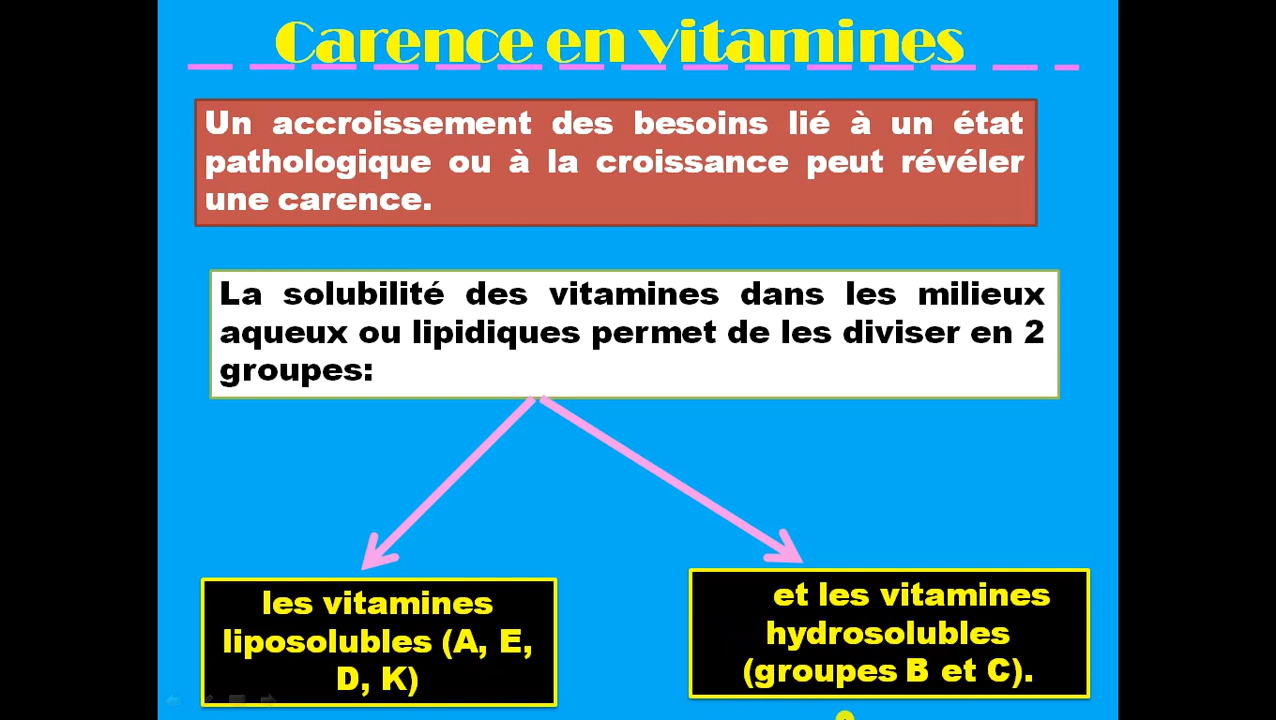 Carence en vitamines
Un accroissement des besoins lié à un état
pathologique ou à la croissance peut révéler
une carence.
La solubilité des vitamines dans les milieux
aqueux ou lipidiques permet de les diviser en 2
groupes:
les vitamines
liposolubles (A, E,
D, K)
et les vitamines
hydrosolubles
(groupes B et C).